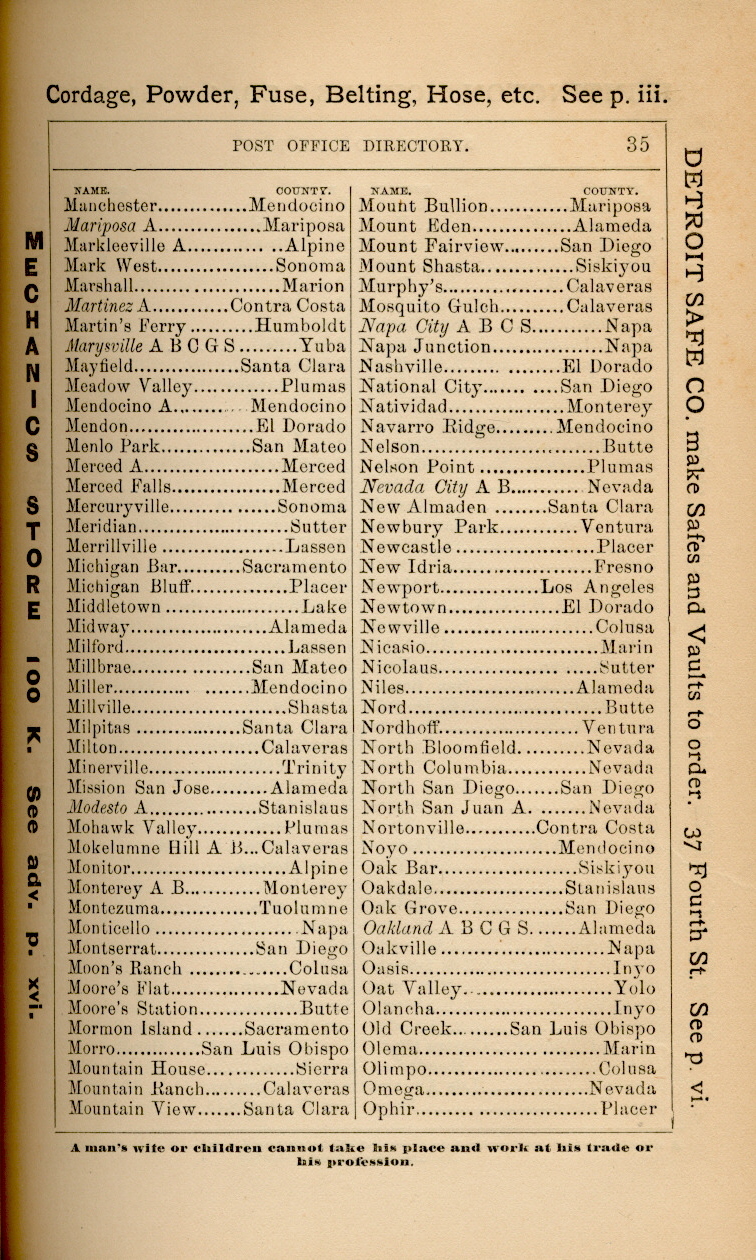 Cordage, Powder, Fuse, Belting, Hose, etc. See p. iii.
POST OFFICE DIRECTORY. 35
NAME. COUNTY.
Manchester..............Mendocino
Mariposa A.................Mariposa
Markleeville A..............Alpine
Mark West..................Sonoma
Marshall.......................Marion
Martinez A............Contra Costa
Martin's Ferry..........Humboldt
Marysville A B C G S.........Yuba
Mayfield.................Santa Clara
Meadow Valley.............Plumas
Mendocino A............Mendocino
Mendon....................El Dorado
Menlo Park..............San Mateo
Merced A......................Merced
Merced Falls.................Merced
Mercuryville.................Sonoma
Meridian........................Sutter
Merrillville....................Lassen
Michigan Bar.........Sacramento
Michigan Bluff................Placer
Middletown.....................Lake
Midway......................Alameda
Milford..........................Lassen
Millbrae...................San Mateo
Miller....................Mendocino
Millville.........................Shasta
Milpitas.................Santa Clara
Milton.......................Calaveras
Minerville.....................Trinity
Mission San Jose.........Alameda
Modesto A.................Stanislaus
Mohawk Valley.............Plumas
Mokelumne Hill A B...Calaveras
Monitor.........................Alpine
Monterey A B............Monterey
Montezuma...............Tuolumne
Monticello.......................Napa
Montserrat...............San Diego
Moon's Ranch...............Colusa
Moore's Flat.................Nevada
Moore's Station................Butte
Mormon Island.......Sacramento
Morro.............San Luis Obispo
Mountain House.............Sierra
Mountain Ranch.........Calaveras
Mountain View.......Santa Clara
NAME. COUNTY.
Mount Bullion............Mariposa
Mount Eden...............Alameda
Mount Fairview.........San Diego
Mount Shasta..............Siskiyou
Murphy's..................Calaveras
Mosquito Gulch..........Calaveras
Napa City A B C S...........Napa
Napa Junction.................Napa
Nashville..................El Dorado
National City............San Diego
Natividad..................Monterey
Navarro Ridge.........Mendocino
Nelson............................Butte
Nelson Point................Plumas
Nevada City A B...........Nevada
New Almaden........Santa Clara
Newbury Park............Ventura
Newcastle......................Placer
New Idria......................Fresno
Newport...............Los Angeles
Newtown.................El Dorado
Newville.......................Colusa
Nicasio...........................Marin
Nicolaus........................Sutter
Niles..........................Alameda
Nord...............................Butte
Nordhoff......................Ventura
North Bloomfield..........Nevada
North Columbia............Nevada
North San Diego.......San Diego
North San Juan A. .......Nevada
Nortonville...........Contra Costa
Noyo.......................Mendocino
Oak Bar......................Siskiyou
Oakdale.....................Stanislaus
Oak Grove.................San Diego
Oakland A B C G S.......Alameda
Oakville..........................Napa
Oasis................................Inyo
Oat Valley.......................Yolo
Olancha...........................Inyo
Old Creek.........San Luis Obispo
Olema............................Marin
Olimpo...........................Colusa
Omega.........................Nevada
Ophir............................Placer
MECHANICS STORE 100 K. See adv. p. xvi.
DETROIT SAFE CO. make Safes and Vaults to order. 37 Fourth St. See p. vi.
A man's wife or children cannot take his place and work at his trade or
his profession.